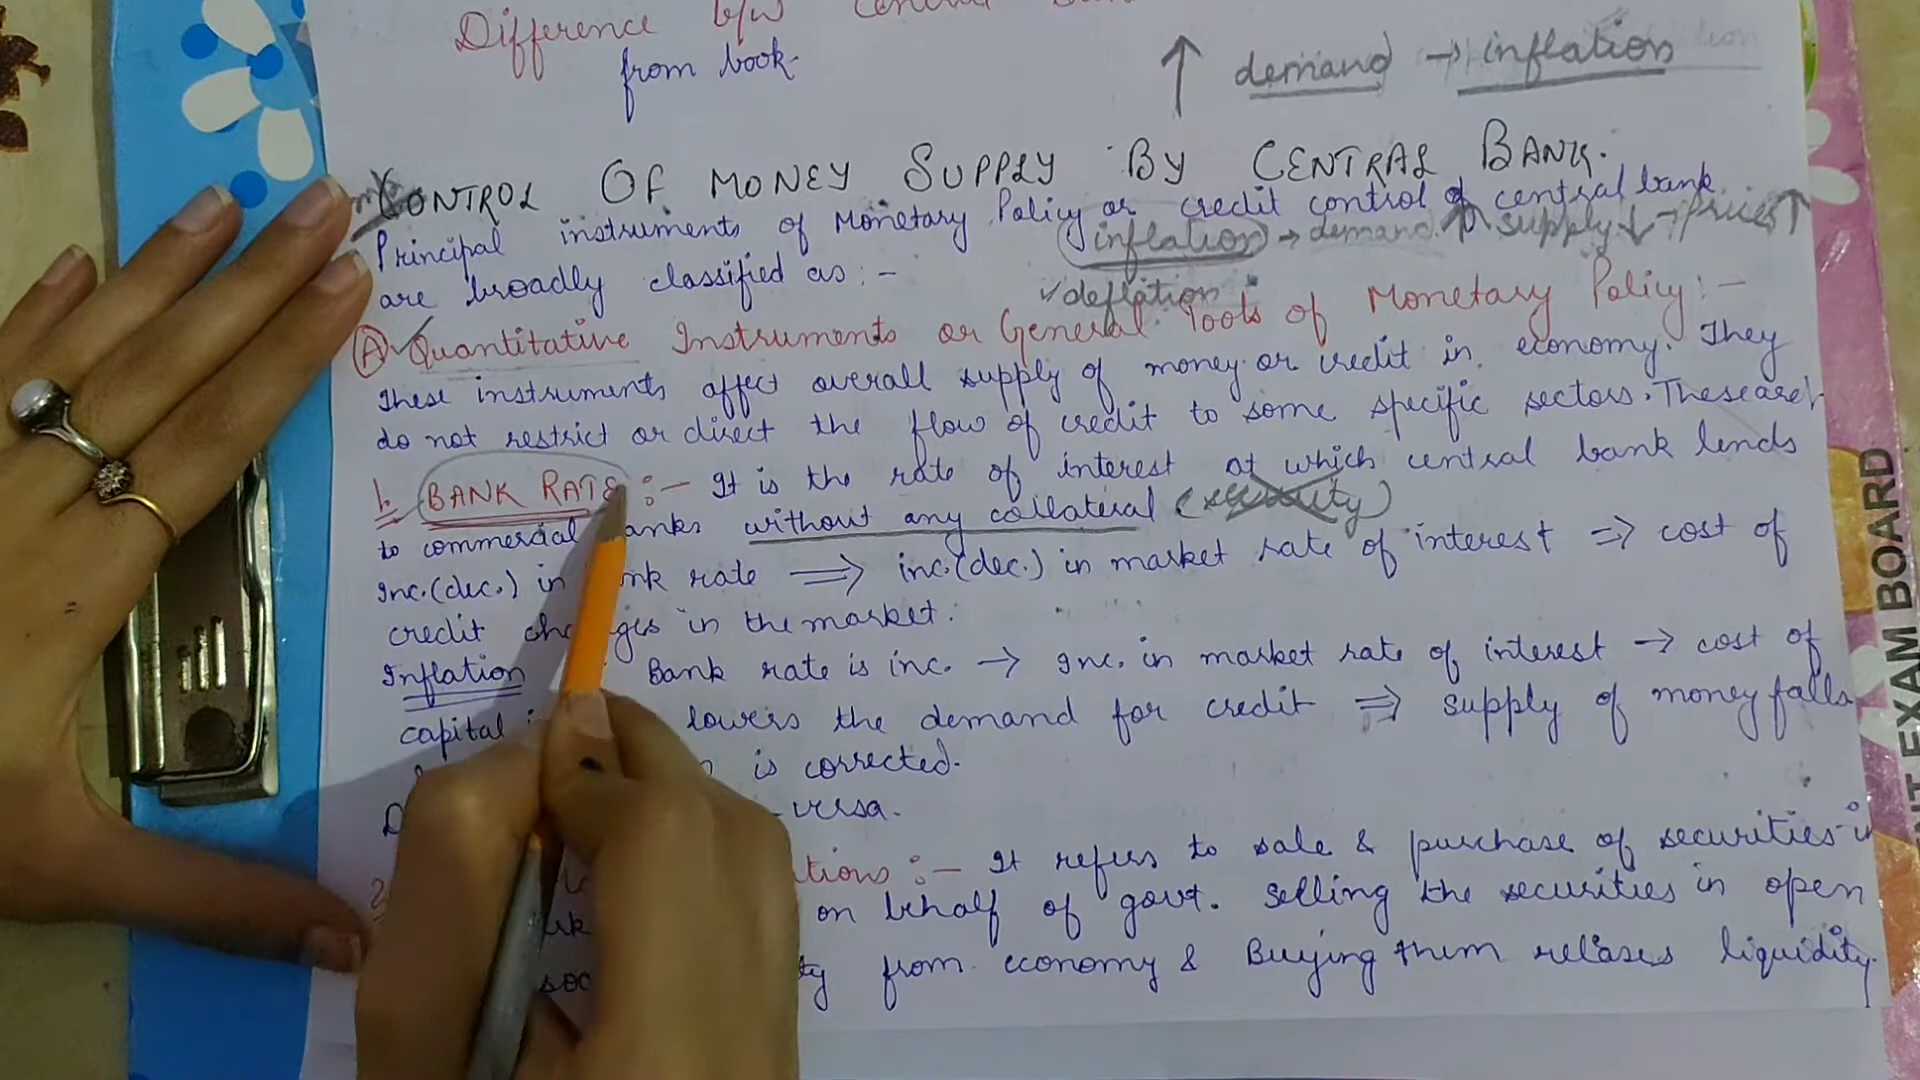 Difference b/w Central
from book.
↑ demand → inflation
CONTROL OF MONEY SUPPLY BY CENTRAL BANK.
Principal instruments of Monetary Policy or credit control of central bank
inflation → demand ↑ supply ↓ → prices ↑
are broadly classified as :-
deflation
(A) Quantitative Instruments or General Tools of Monetary Policy :-
These instruments affect overall supply of money or credit in economy. They
do not restrict or direct the flow of credit to some specific sectors. These are:-
1. BANK RATE :- It is the rate of interest at which central bank lends
to commercial banks without any collateral (security)
Inc.(dec.) in bank rate ⟹ inc.(dec.) in market rate of interest ⟹ cost of
credit changes in the market.
Inflation Bank rate is inc. → Inc. in market rate of interest → cost of
capital lowers the demand for credit ⟹ supply of money falls
is corrected.
versa.
2. tions :- It refers to sale & purchase of securities in
on behalf of govt. Selling the securities in open
from economy & Buying them releases liquidity.
NT EXAM BOARD